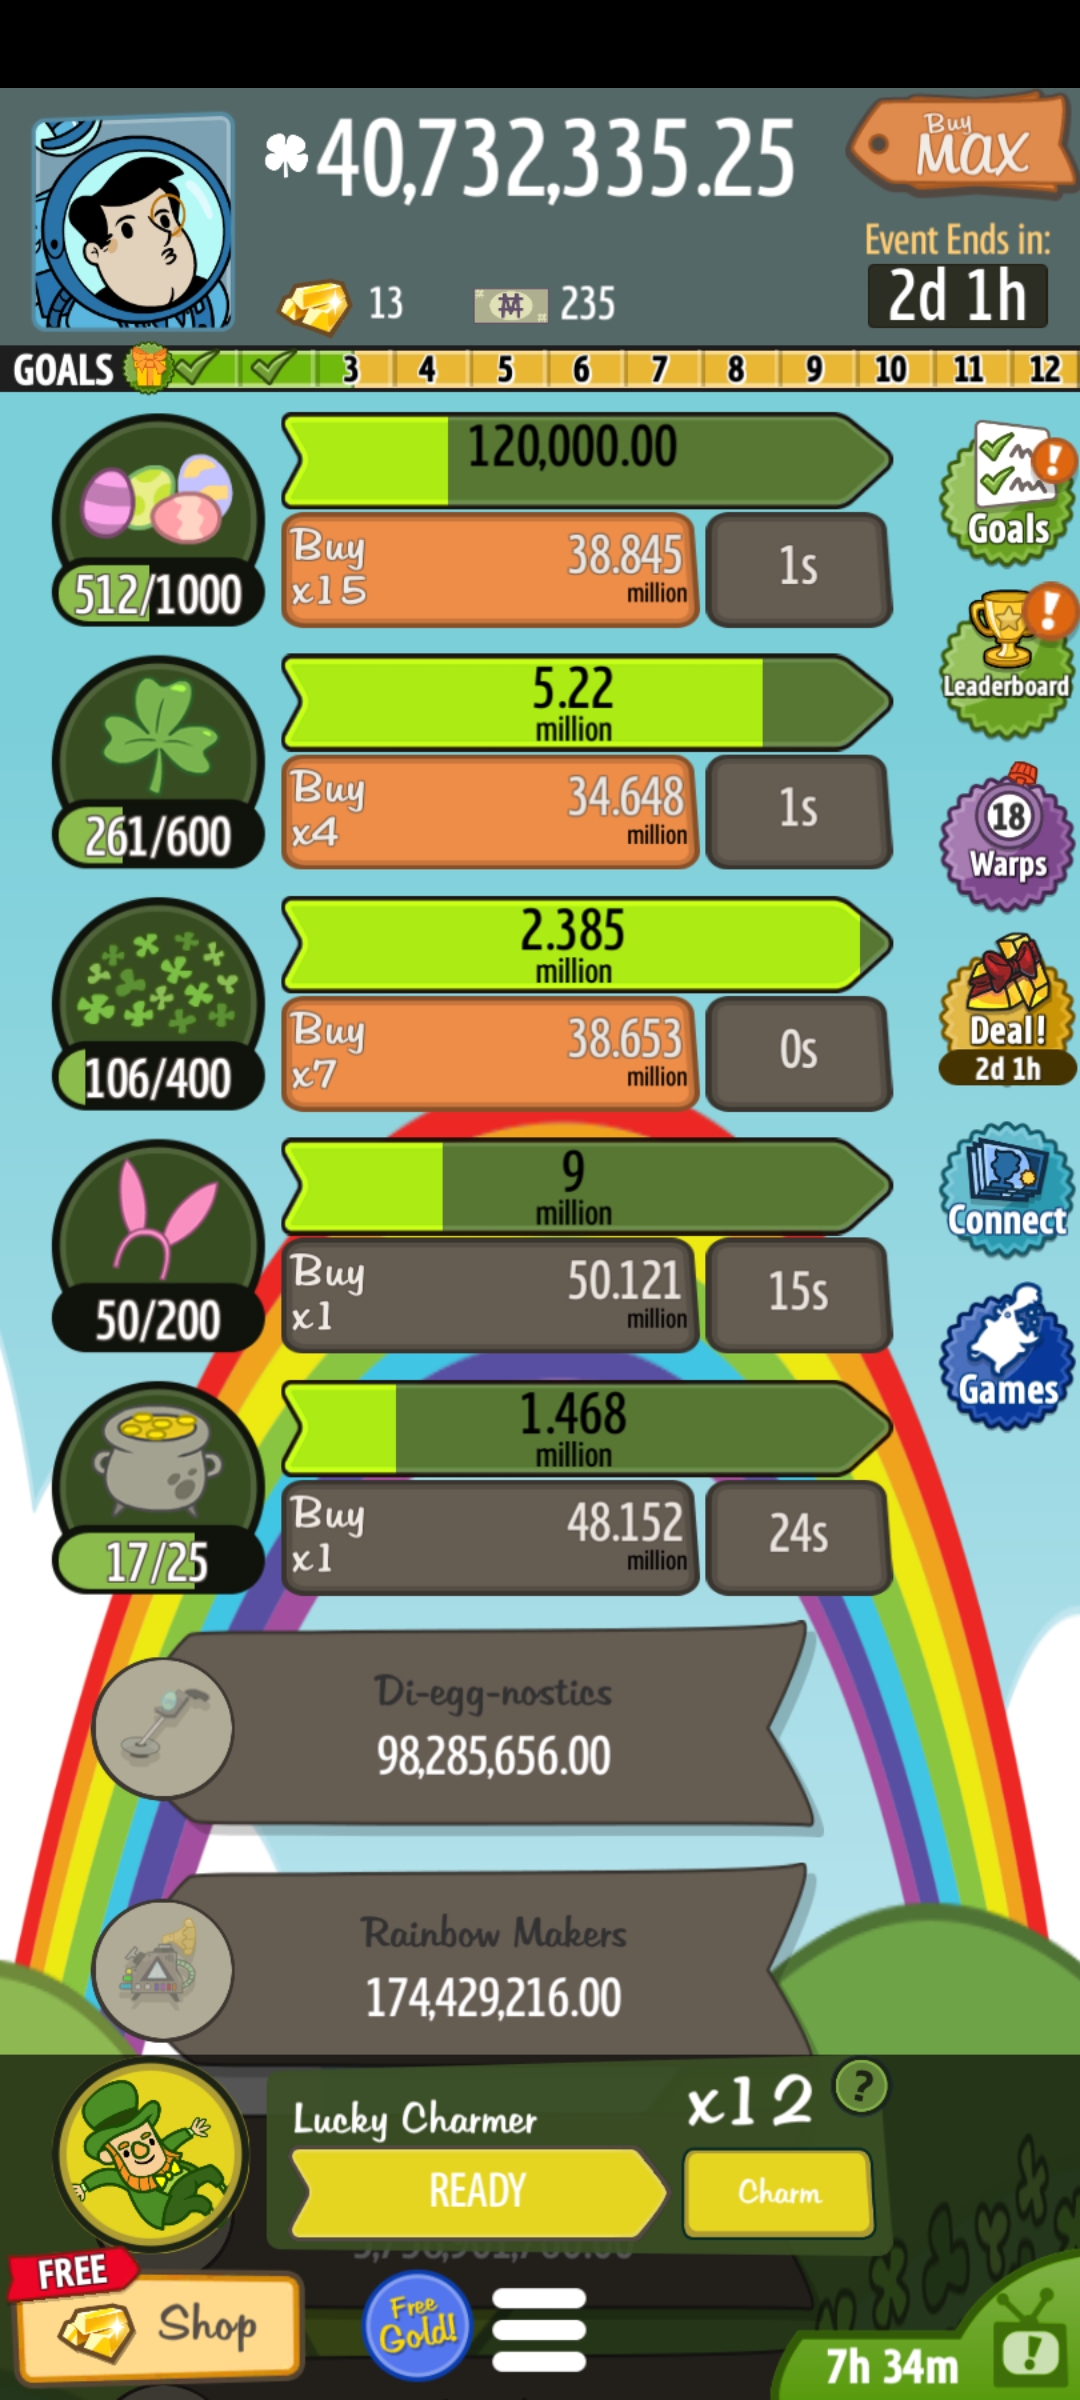 40,732,335.25
Buy
Max
Event Ends in:
2d 1h
13
235
GOALS
3
4
5
6
7
8
9
10
11
12
120,000.00
Buy
x15
38.845
million
1s
512/1000
Goals
5.22
million
Buy
x4
34.648
million
1s
261/600
Leaderboard
2.385
million
Buy
x7
38.653
million
0s
106/400
18
Warps
Deal!
2d 1h
9
million
Buy
x1
50.121
million
15s
50/200
Connect
1.468
million
Buy
x1
48.152
million
24s
17/25
Games
Di-egg-nostics
98,285,656.00
Rainbow Makers
174,429,216.00
Lucky Charmer
x12
?
READY
Charm
FREE
Shop
Free
Gold!
7h 34m